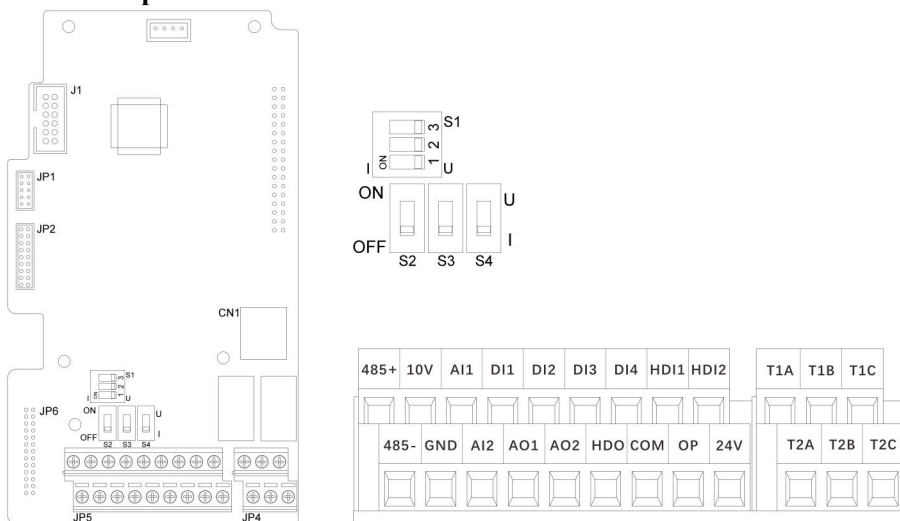 J1
JP1
JP2
CN1
3 S1
2
ON 1
I U
JP6
ON U
OFF I
S2 S3 S4
JP5 JP4
3 S1
2
ON 1
I U
ON U
OFF I
S2 S3 S4
485+ 10V AI1 DI1 DI2 DI3 DI4 HDI1 HDI2
T1A T1B T1C
485- GND AI2 AO1 AO2 HDO COM OP 24V
T2A T2B T2C